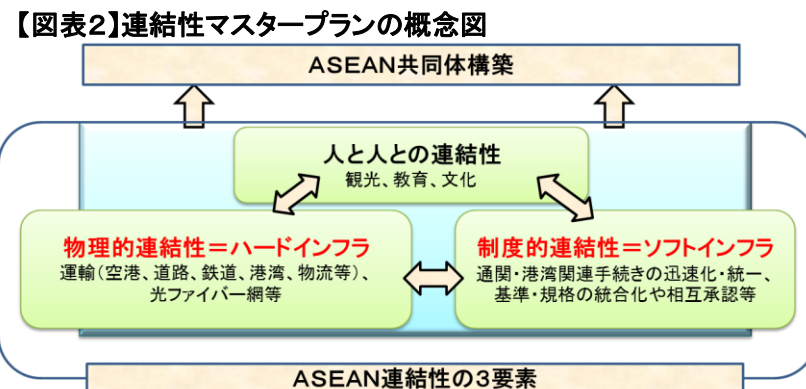 【図表２】連結性マスタープランの概念図
ＡＳＥＡＮ共同体構築
人と人との連結性
観光、教育、文化
物理的連結性＝ハードインフラ
運輸（空港、道路、鉄道、港湾、物流等）、
光ファイバー網等
制度的連結性＝ソフトインフラ
通関・港湾関連手続きの迅速化・統一、
基準・規格の統合化や相互承認等
ＡＳＥＡＮ連結性の３要素